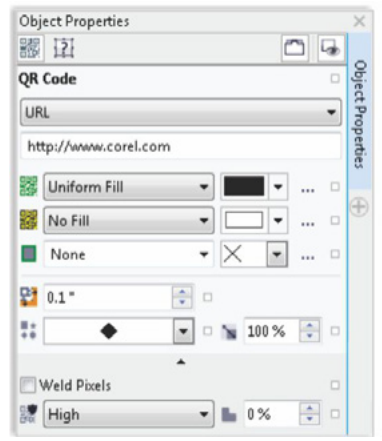 Object Properties
QR Code
URL
http://www.corel.com
Uniform Fill
No Fill
None
0.1 "
100 %
Weld Pixels
High
0 %
Object Properties